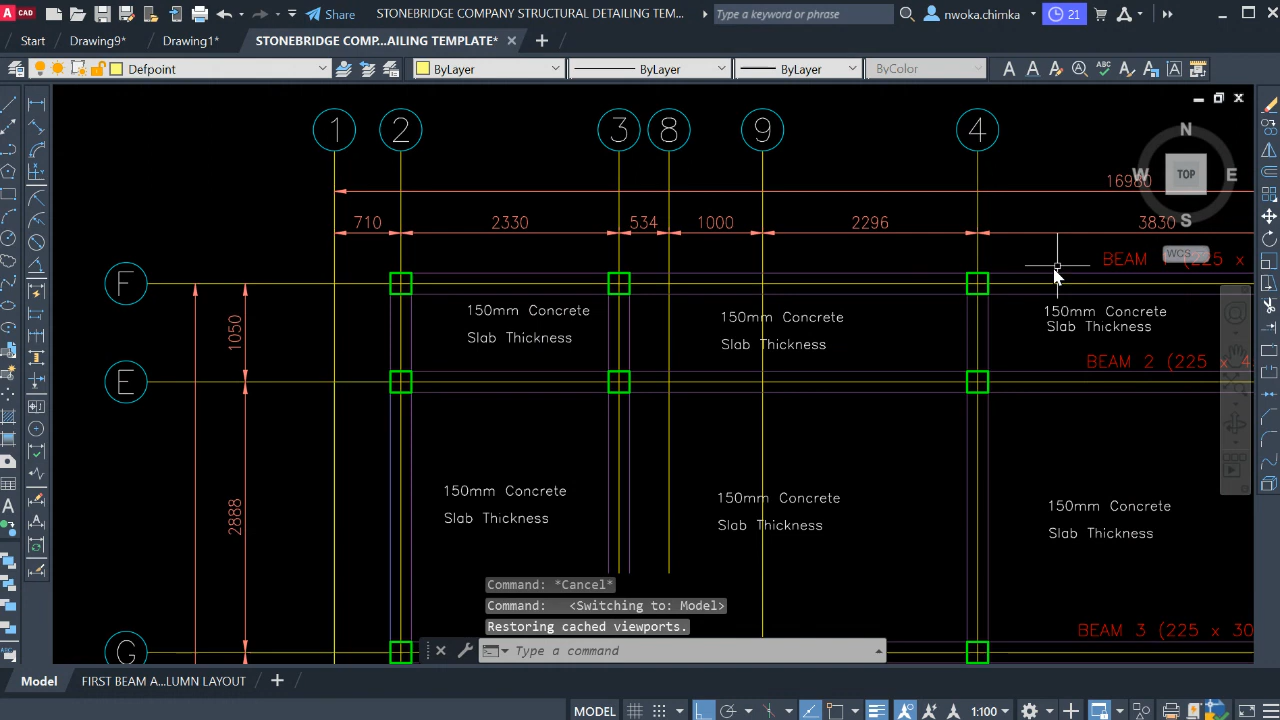 CAD
Share
STONEBRIDGE COMPANY STRUCTURAL DETAILING TEM...
Type a keyword or phrase
nwoka.chimka
21
Start
Drawing9*
Drawing1*
STONEBRIDGE COMP...AILING TEMPLATE*
Defpoint
ByLayer
ByLayer
ByLayer
ByColor
1
2
3
8
9
4
N
W
TOP
E
S
WCS
16980
710
2330
534
1000
2296
3830
BEAM 1 (225 x
F
150mm Concrete
Slab Thickness
150mm Concrete
Slab Thickness
150mm Concrete
Slab Thickness
1050
BEAM 2 (225 x 4
E
150mm Concrete
Slab Thickness
150mm Concrete
Slab Thickness
150mm Concrete
Slab Thickness
2888
Command: *Cancel*
Command:   <Switching to: Model>
Restoring cached viewports.
BEAM 3 (225 x 30
G
Type a command
Model
FIRST BEAM A...LUMN LAYOUT
MODEL
1:100